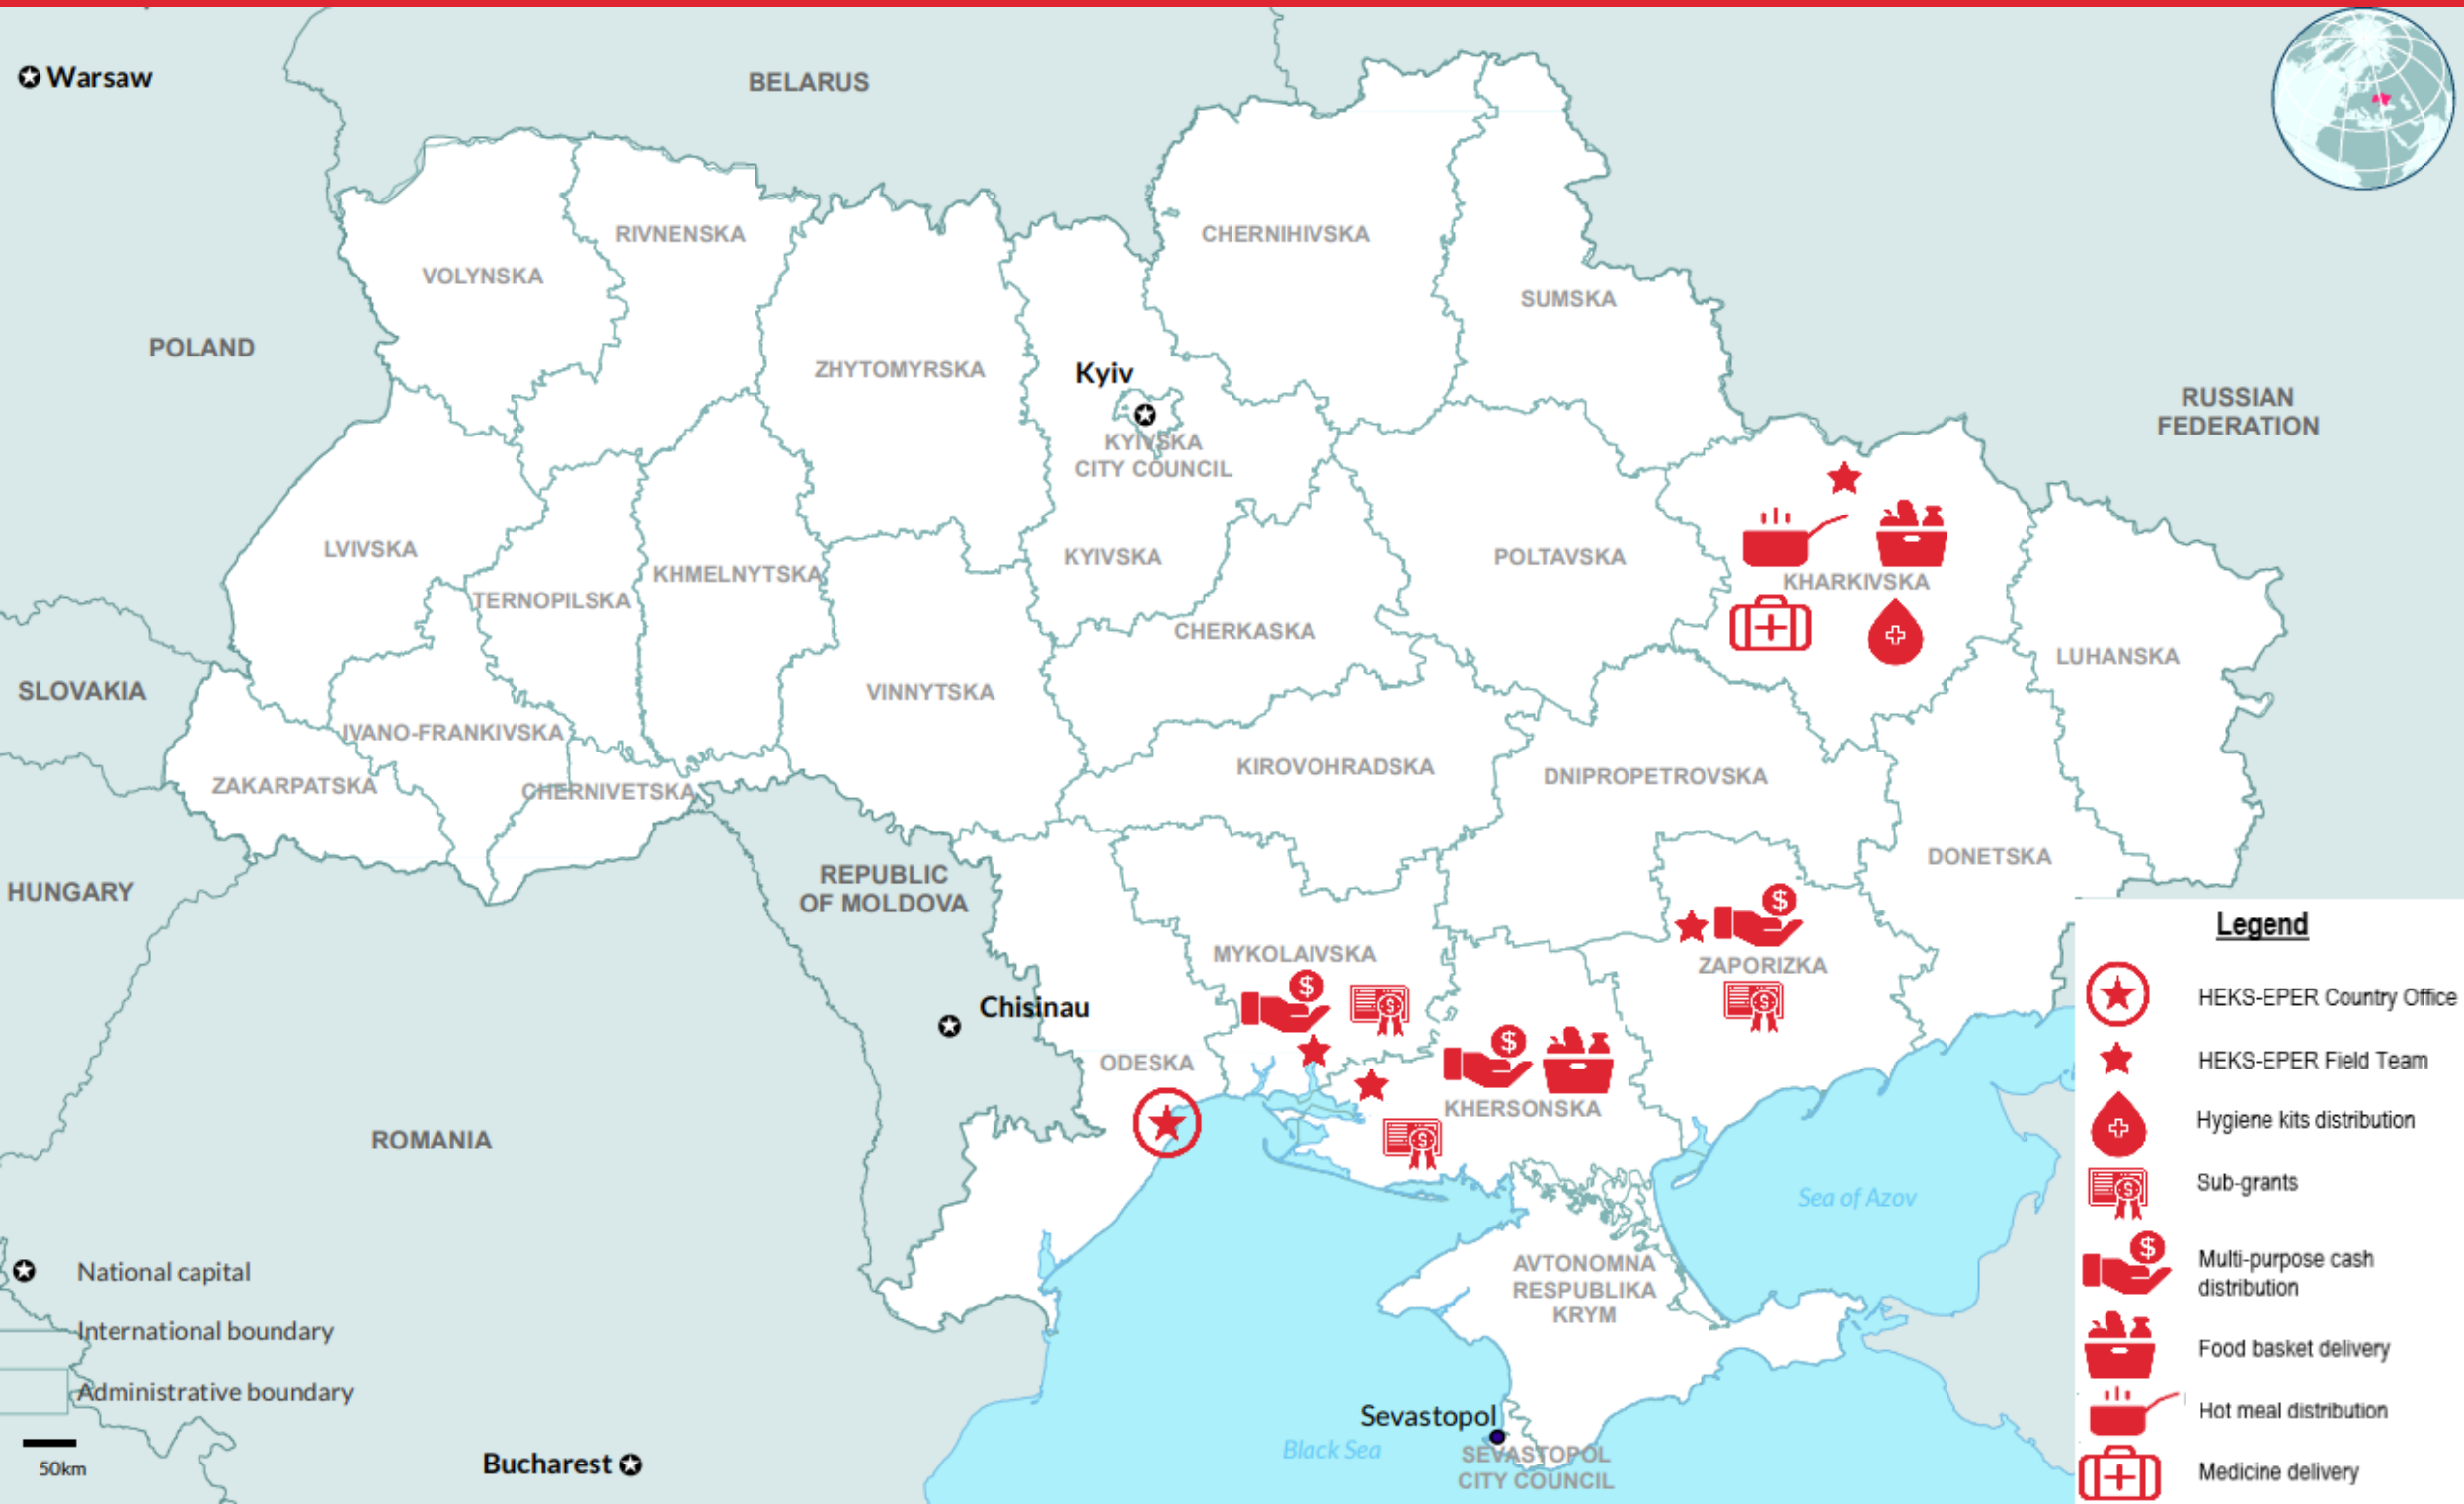 Warsaw
BELARUS
RIVNENSKA
CHERNIHIVSKA
VOLYNSKA
SUMSKA
POLAND
ZHYTOMYRSKA
Kyiv
RUSSIAN
FEDERATION
KYIVSKA
CITY COUNCIL
LVIVSKA
KYIVSKA
POLTAVSKA
KHMELNYTSKA
KHARKIVSKA
TERNOPILSKA
CHERKASKA
LUHANSKA
SLOVAKIA
VINNYTSKA
IVANO-FRANKIVSKA
KIROVOHRADSKA
DNIPROPETROVSKA
ZAKARPATSKA
CHERNIVETSKA
DONETSKA
HUNGARY
REPUBLIC
OF MOLDOVA
$
MYKOLAIVSKA
ZAPORIZKA
$
$
$
$
Chisinau
$
ODESKA
KHERSONSKA
ROMANIA
$
Sea of Azov
AVTONOMNA
RESPUBLIKA
KRYM
Sevastopol
Black Sea
SEVASTOPOL
CITY COUNCIL
Bucharest
National capital
International boundary
Administrative boundary
50km
Legend
HEKS-EPER Country Office
HEKS-EPER Field Team
Hygiene kits distribution
$
Sub-grants
$
Multi-purpose cash
distribution
Food basket delivery
Hot meal distribution
Medicine delivery